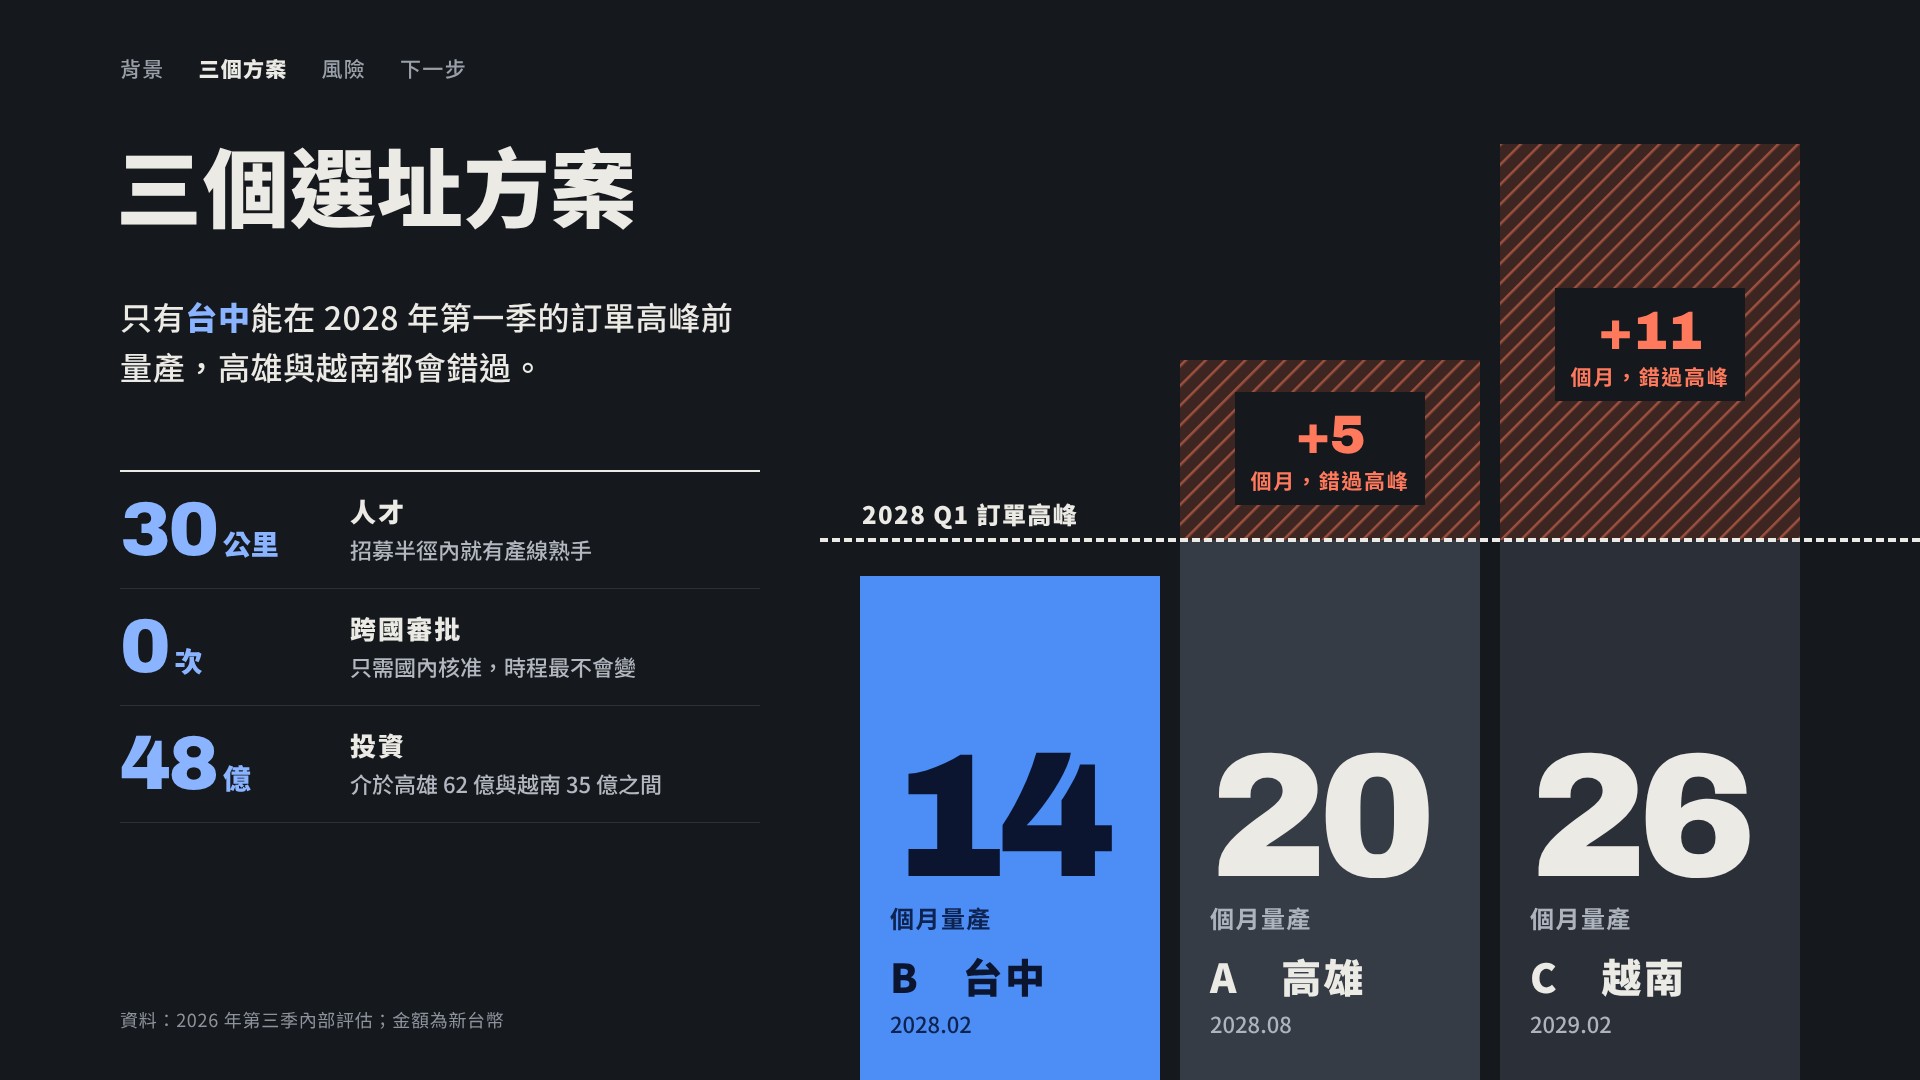 背景 三個方案 風險 下一步
三個選址方案
只有台中能在 2028 年第一季的訂單高峰前
量產，高雄與越南都會錯過。
30 公里
人才
招募半徑內就有產線熟手
0 次
跨國審批
只需國內核准，時程最不會變
48 億
投資
介於高雄 62 億與越南 35 億之間
資料：2026 年第三季內部評估；金額為新台幣
2028 Q1 訂單高峰
14
個月量產
B 台中
2028.02
+5
個月，錯過高峰
20
個月量產
A 高雄
2028.08
+11
個月，錯過高峰
26
個月量產
C 越南
2029.02